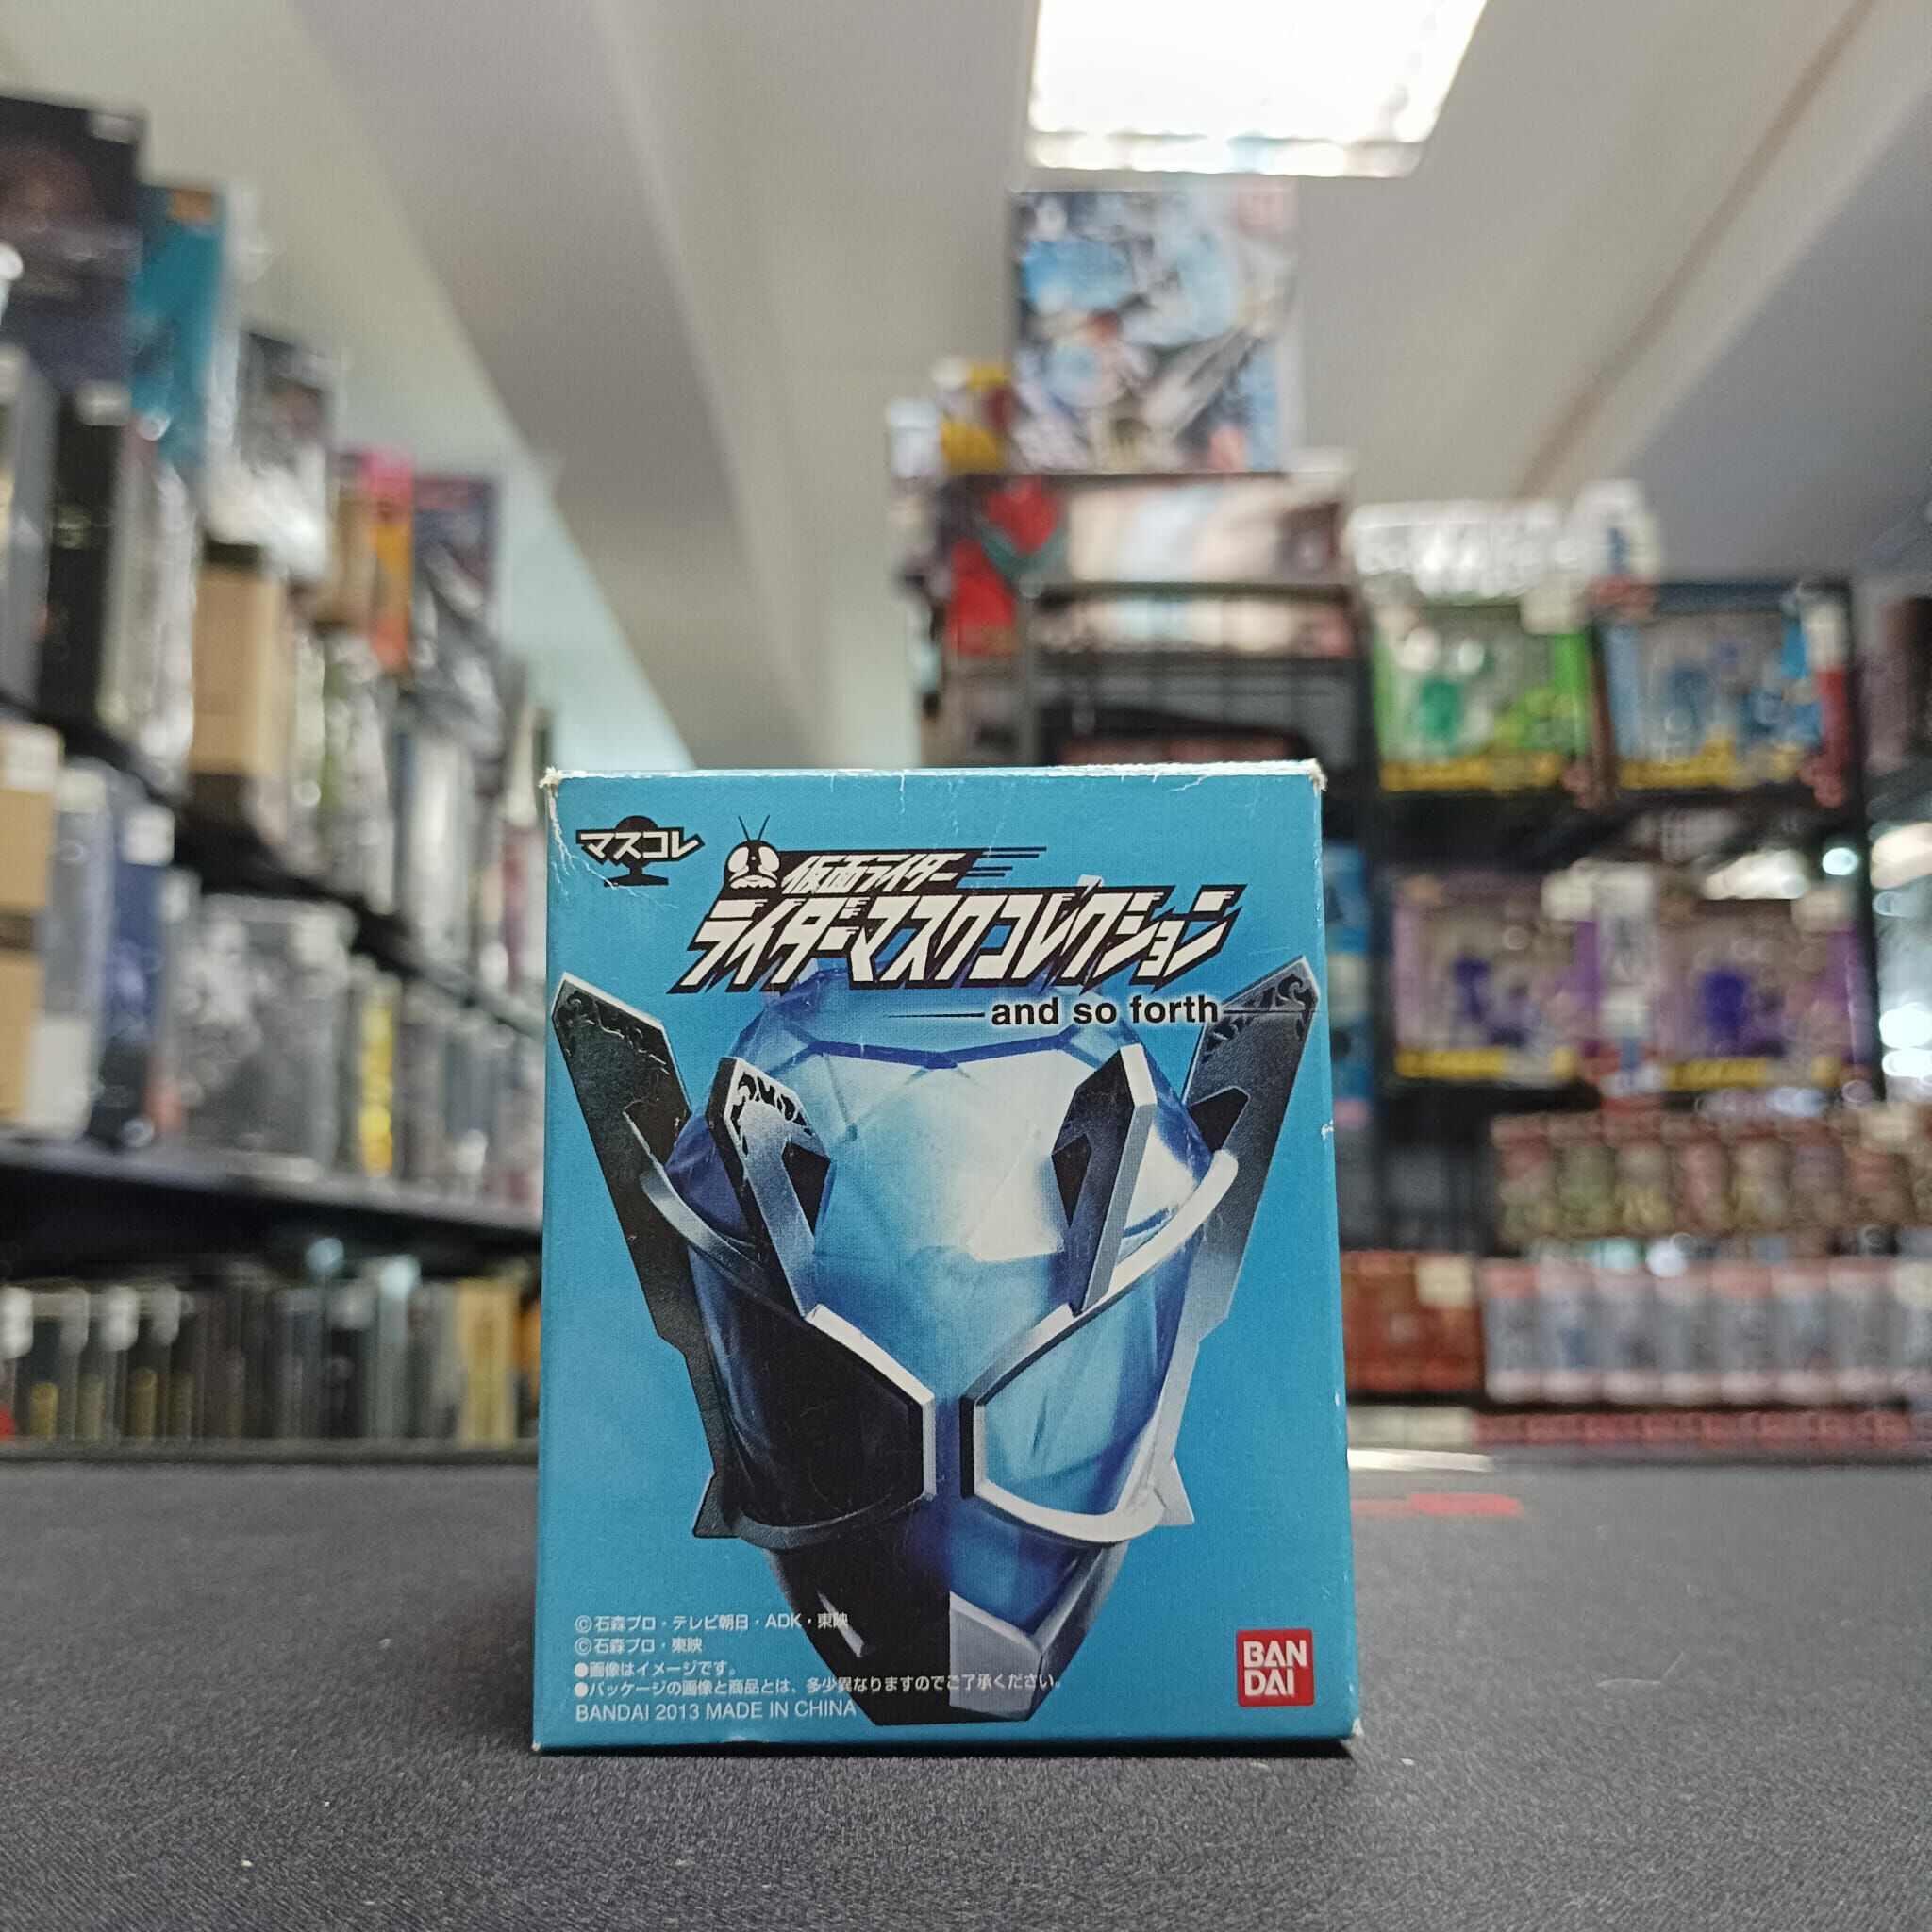 マスコレ
仮面ライダー
ライダーマスクコレクション
and so forth
©石森プロ・テレビ朝日・ADK・東映
©石森プロ・東映
●画像はイメージです。
●パッケージの画像と商品とは、多少異なりますのでご了承ください。
BANDAI 2013 MADE IN CHINA
BAN
DAI